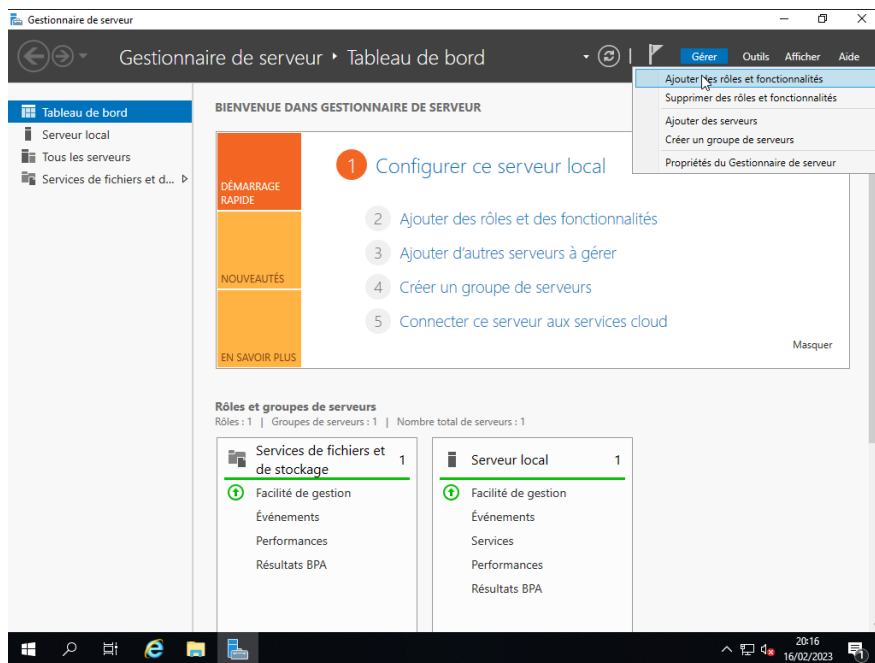 Gestionnaire de serveur
Gestionnaire de serveur • Tableau de bord
Gérer Outils Afficher Aide
Ajouter des rôles et fonctionnalités
Supprimer des rôles et fonctionnalités
Ajouter des serveurs
Créer un groupe de serveurs
Propriétés du Gestionnaire de serveur
Tableau de bord
Serveur local
Tous les serveurs
Services de fichiers et d...
BIENVENUE DANS GESTIONNAIRE DE SERVEUR
DÉMARRAGE
RAPIDE
NOUVEAUTÉS
EN SAVOIR PLUS
1 Configurer ce serveur local
2 Ajouter des rôles et des fonctionnalités
3 Ajouter d'autres serveurs à gérer
4 Créer un groupe de serveurs
5 Connecter ce serveur aux services cloud
Masquer
Rôles et groupes de serveurs
Rôles : 1 | Groupes de serveurs : 1 | Nombre total de serveurs : 1
Services de fichiers et
de stockage
1
Facilité de gestion
Événements
Performances
Résultats BPA
Serveur local 1
Facilité de gestion
Événements
Services
Performances
Résultats BPA
20:16
16/02/2023
1